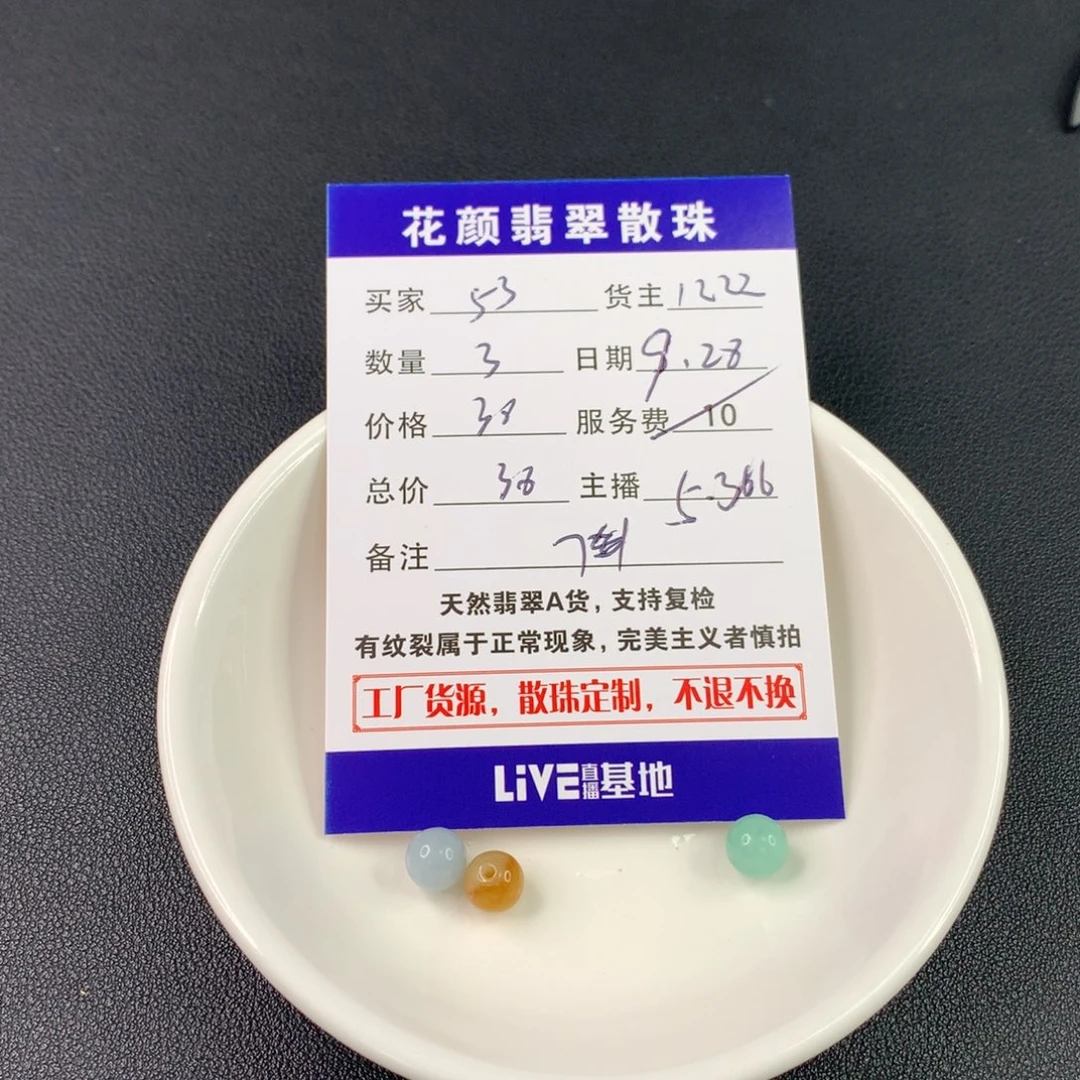 花颜翡翠散珠
买家 53 货主 1222
数量 3 日期 9.28
价格 38 服务费 10
总价 38 主播 5.366
备注
天然翡翠A货，支持复检
有纹裂属于正常现象，完美主义者慎拍
工厂货源，散珠定制，不退不换
LiVE直播基地